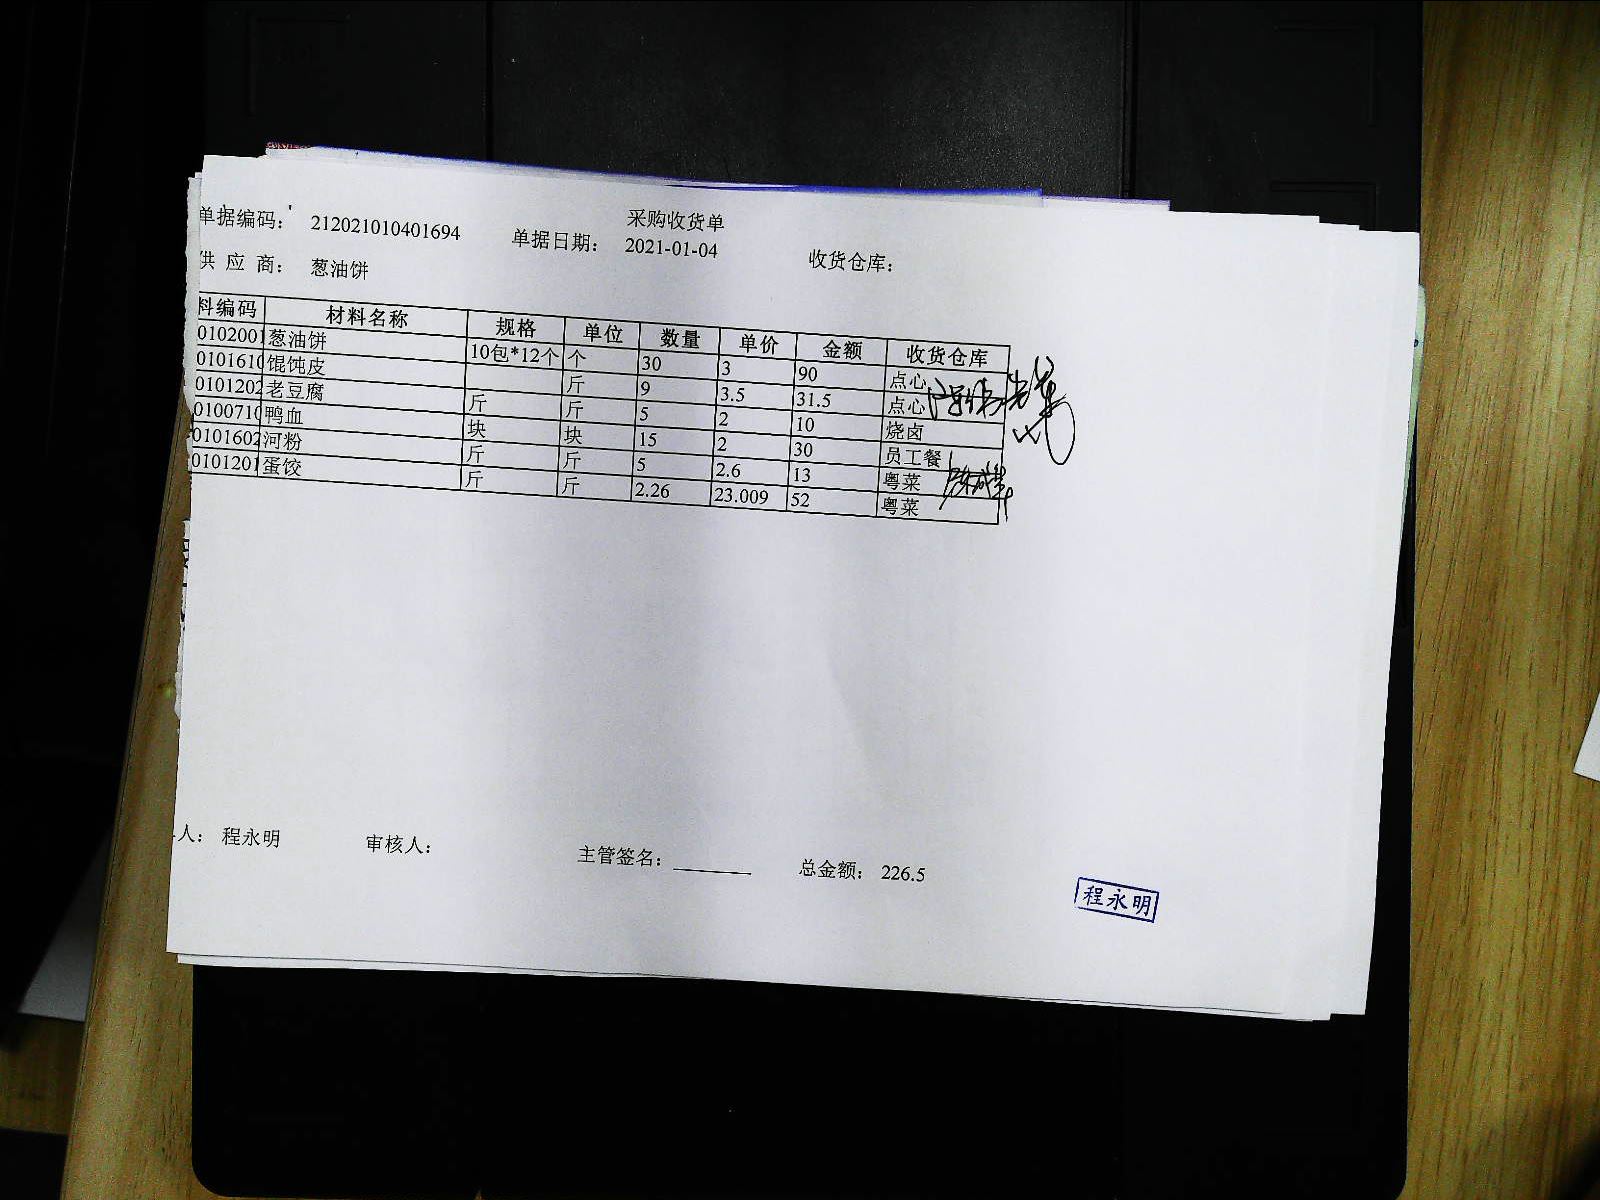 采购收货单
单据编码: 212021010401694 单据日期: 2021-01-04 收货仓库:
供 应 商: 葱油饼
料编码 材料名称 规格 单位 数量 单价 金额 收货仓库
0102001 葱油饼 10包*12个 个 30 3 90 点心
0101610 馄饨皮 斤 9 3.5 31.5 点心
0101202 老豆腐 斤 斤 5 2 10 烧卤
0100710 鸭血 块 块 15 2 30 员工餐
0101602 河粉 斤 斤 5 2.6 13 粤菜
0101201 蛋饺 斤 斤 2.26 23.009 52 粤菜
人: 程永明 审核人: 主管签名: 总金额: 226.5
程永明